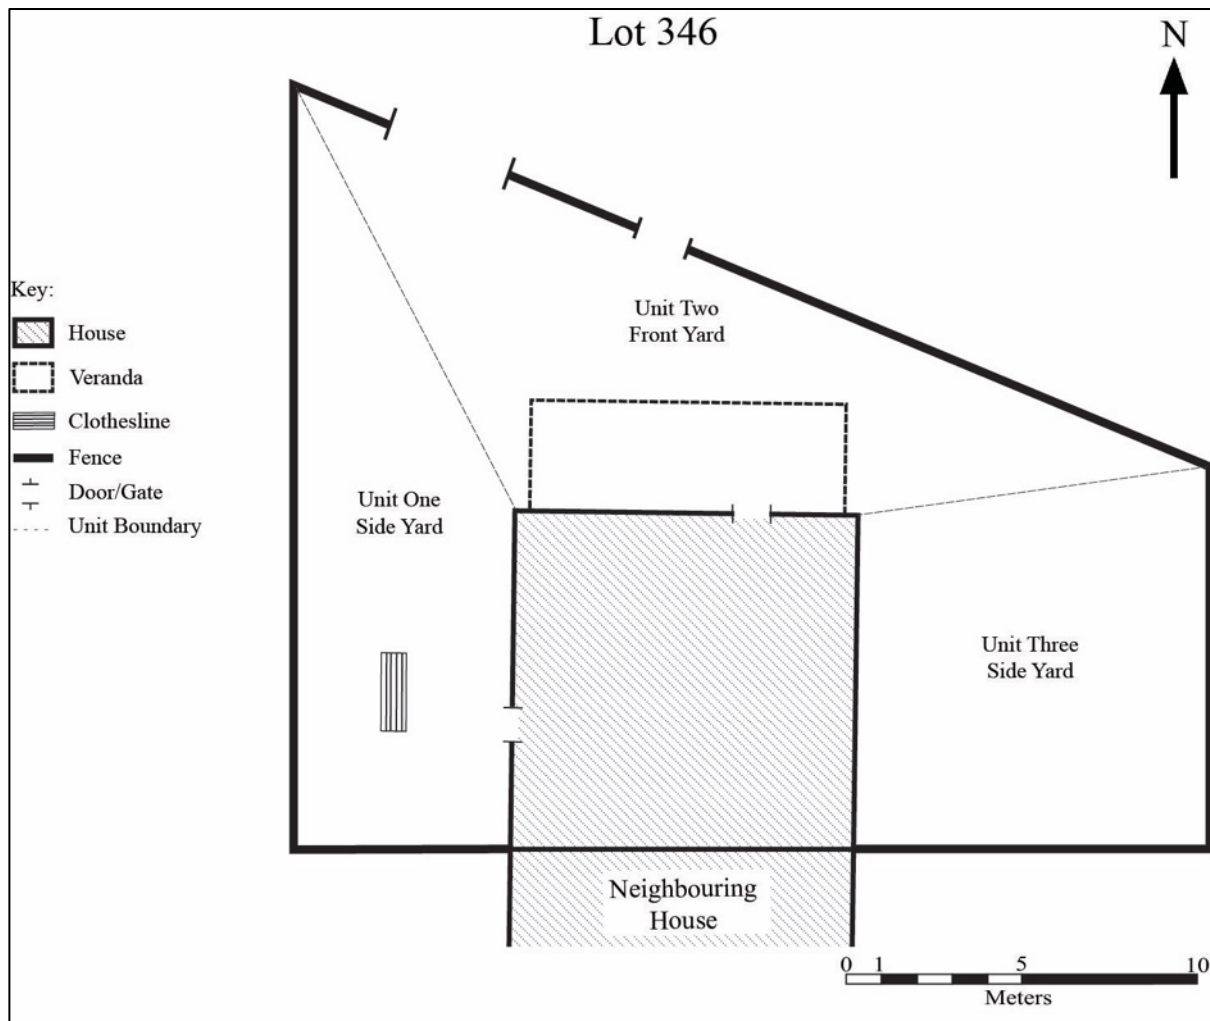 Lot 346
N
Key:
House
Veranda
Clothesline
Fence
Door/Gate
Unit Boundary
Unit Two
Front Yard
Unit One
Side Yard
Unit Three
Side Yard
Neighbouring
House
0 1 5 10
Meters